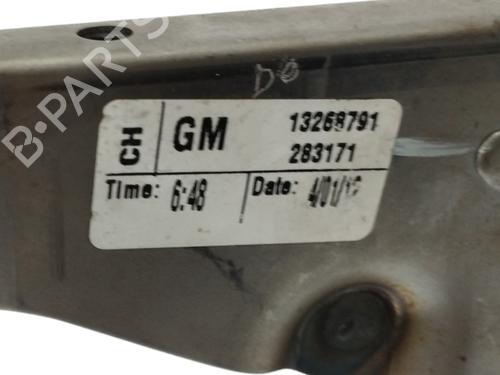 CH GM 13268791
283171
Time: 6:48 Date:
B-PARTS